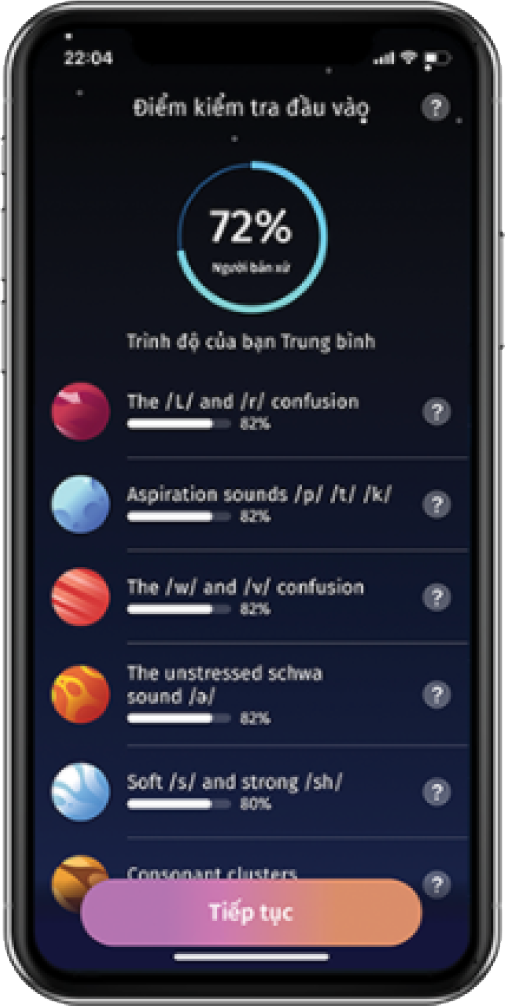 22:04
Điểm kiểm tra đầu vào
?
72%
Người bản xứ
Trình độ của bạn Trung bình
The /L/ and /r/ confusion
?
82%
Aspiration sounds /p/ /t/ /k/
?
82%
The /w/ and /v/ confusion
?
82%
The unstressed schwa
sound /ə/
?
82%
Soft /s/ and strong /sh/
?
80%
Consonant clusters
?
Tiếp tục